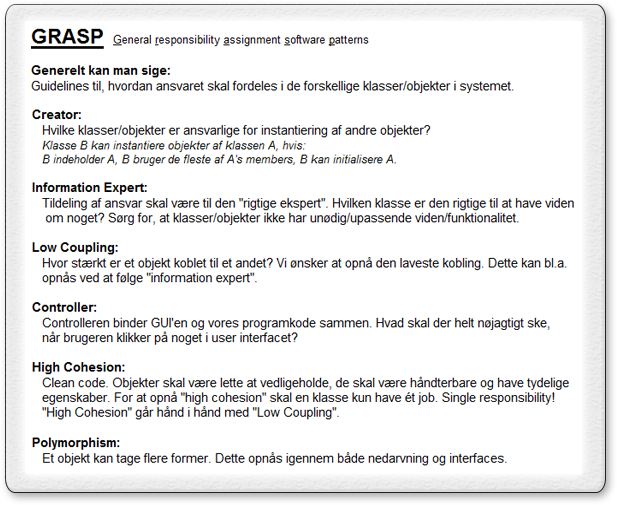 GRASP General responsibility assignment software patterns
Generelt kan man sige:
Guidelines til, hvordan ansvaret skal fordeles i de forskellige klasser/objekter i systemet.
Creator:
Hvilke klasser/objekter er ansvarlige for instantiering af andre objekter?
Klasse B kan instantiere objekter af klassen A, hvis:
B indeholder A, B bruger de fleste af A's members, B kan initialisere A.
Information Expert:
Tildeling af ansvar skal være til den "rigtige ekspert". Hvilken klasse er den rigtige til at have viden
om noget? Sørg for, at klasser/objekter ikke har unødig/upassende viden/funktionalitet.
Low Coupling:
Hvor stærkt er et objekt koblet til et andet? Vi ønsker at opnå den laveste kobling. Dette kan bl.a.
opnås ved at følge "information expert".
Controller:
Controlleren binder GUI'en og vores programkode sammen. Hvad skal der helt nøjagtigt ske,
når brugeren klikker på noget i user interfacet?
High Cohesion:
Clean code. Objekter skal være lette at vedligeholde, de skal være håndterbare og have tydelige
egenskaber. For at opnå "high cohesion" skal en klasse kun have ét job. Single responsibility!
"High Cohesion" går hånd i hånd med "Low Coupling".
Polymorphism:
Et objekt kan tage flere former. Dette opnås igennem både nedarvning og interfaces.